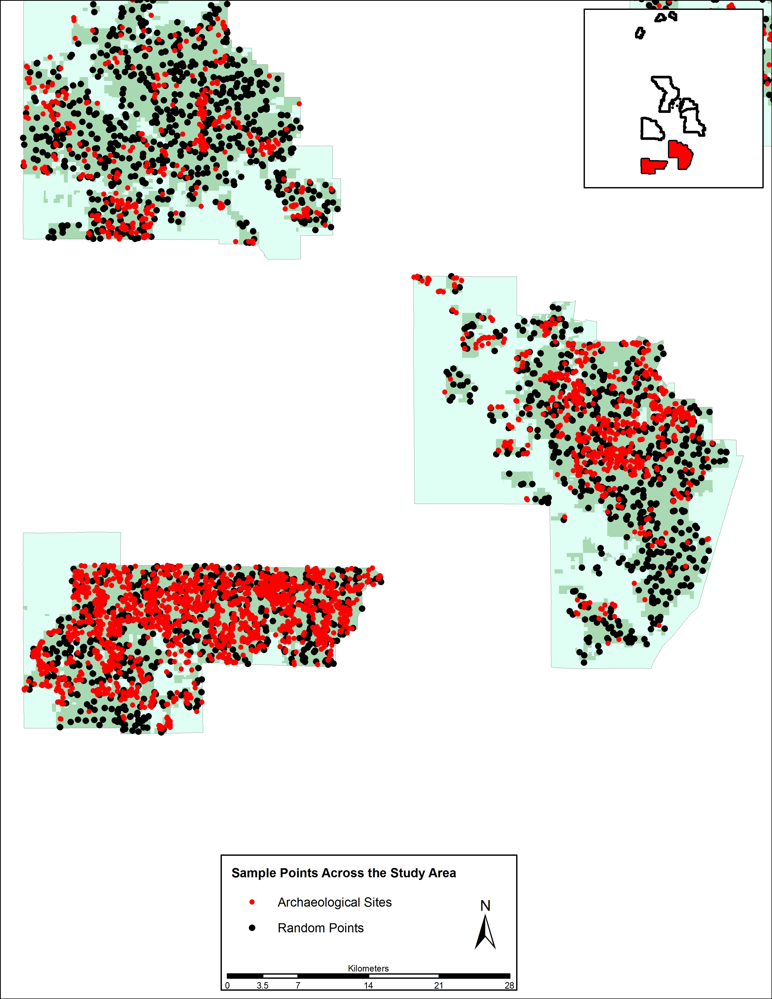 Sample Points Across the Study Area
Archaeological Sites
N
Random Points
Kilometers
0 3.5 7 14 21 28